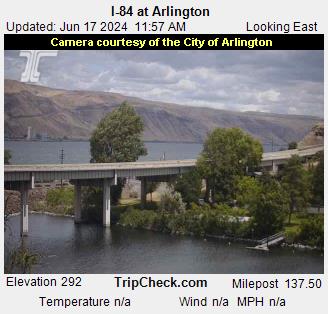 I-84 at Arlington
Updated: Jun 17 2024 11:57 AM Looking East
Camera courtesy of the City of Arlington
Elevation 292 TripCheck.com Milepost 137.50
Temperature n/a Wind n/a MPH n/a